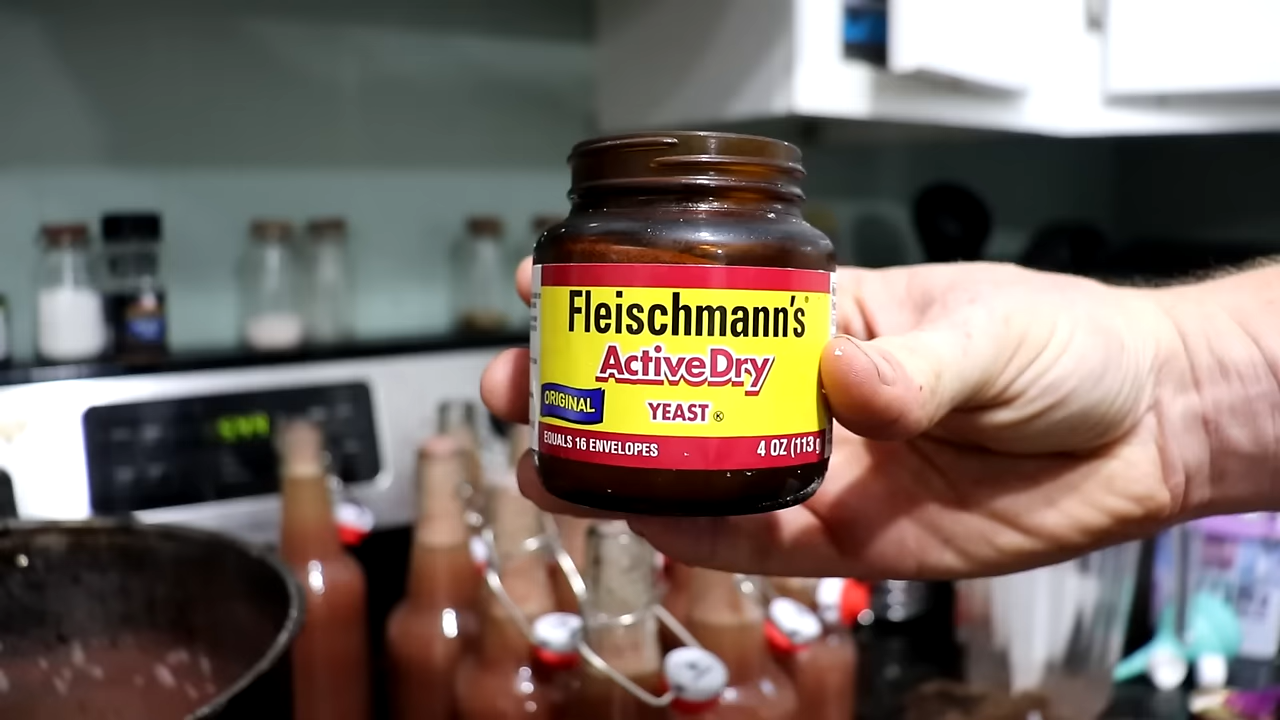 Fleischmann's®
ActiveDry
ORIGINAL
YEAST Ⓚ
EQUALS 16 ENVELOPES
4 OZ (113 g